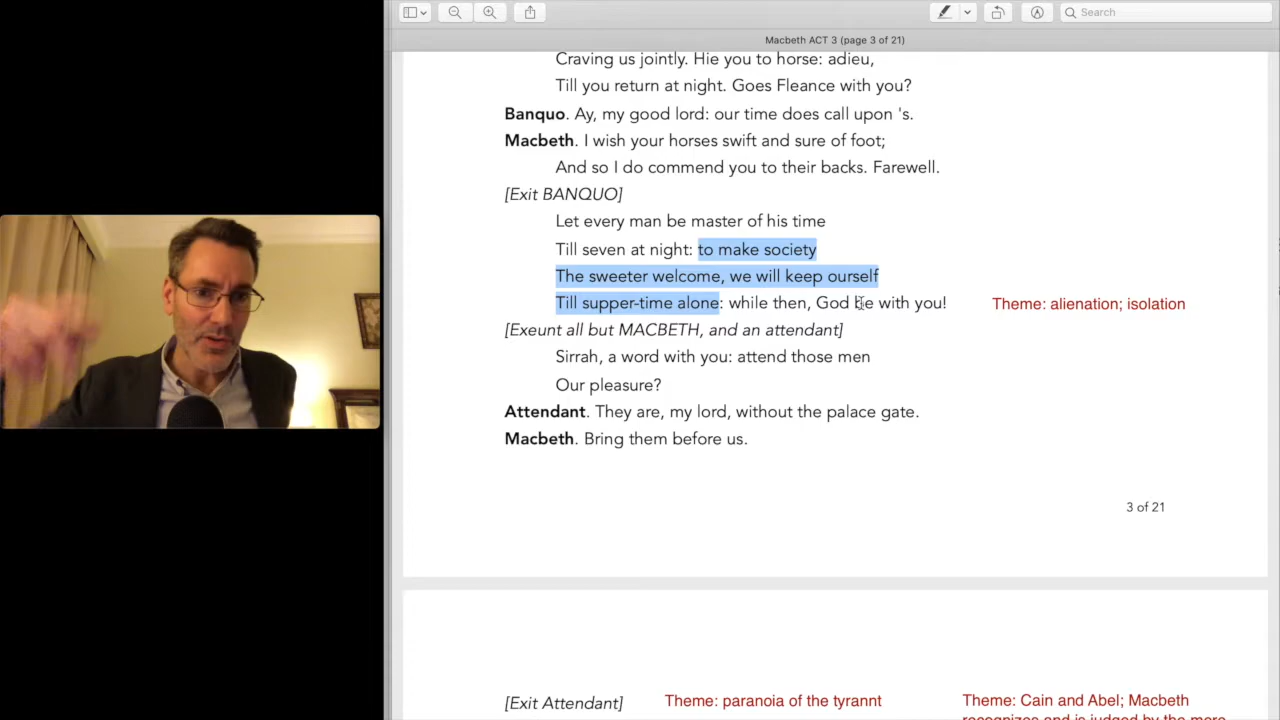 Search
Macbeth ACT 3 (page 3 of 21)
Craving us jointly. Hie you to horse: adieu,
Till you return at night. Goes Fleance with you?
Banquo. Ay, my good lord: our time does call upon 's.
Macbeth. I wish your horses swift and sure of foot;
And so I do commend you to their backs. Farewell.
[Exit BANQUO]
Let every man be master of his time
Till seven at night: to make society
The sweeter welcome, we will keep ourself
Till supper-time alone: while then, God be with you!
Theme: alienation; isolation
[Exeunt all but MACBETH, and an attendant]
Sirrah, a word with you: attend those men
Our pleasure?
Attendant. They are, my lord, without the palace gate.
Macbeth. Bring them before us.
3 of 21
[Exit Attendant]
Theme: paranoia of the tyrannt
Theme: Cain and Abel; Macbeth
recognizes and is judged by the more